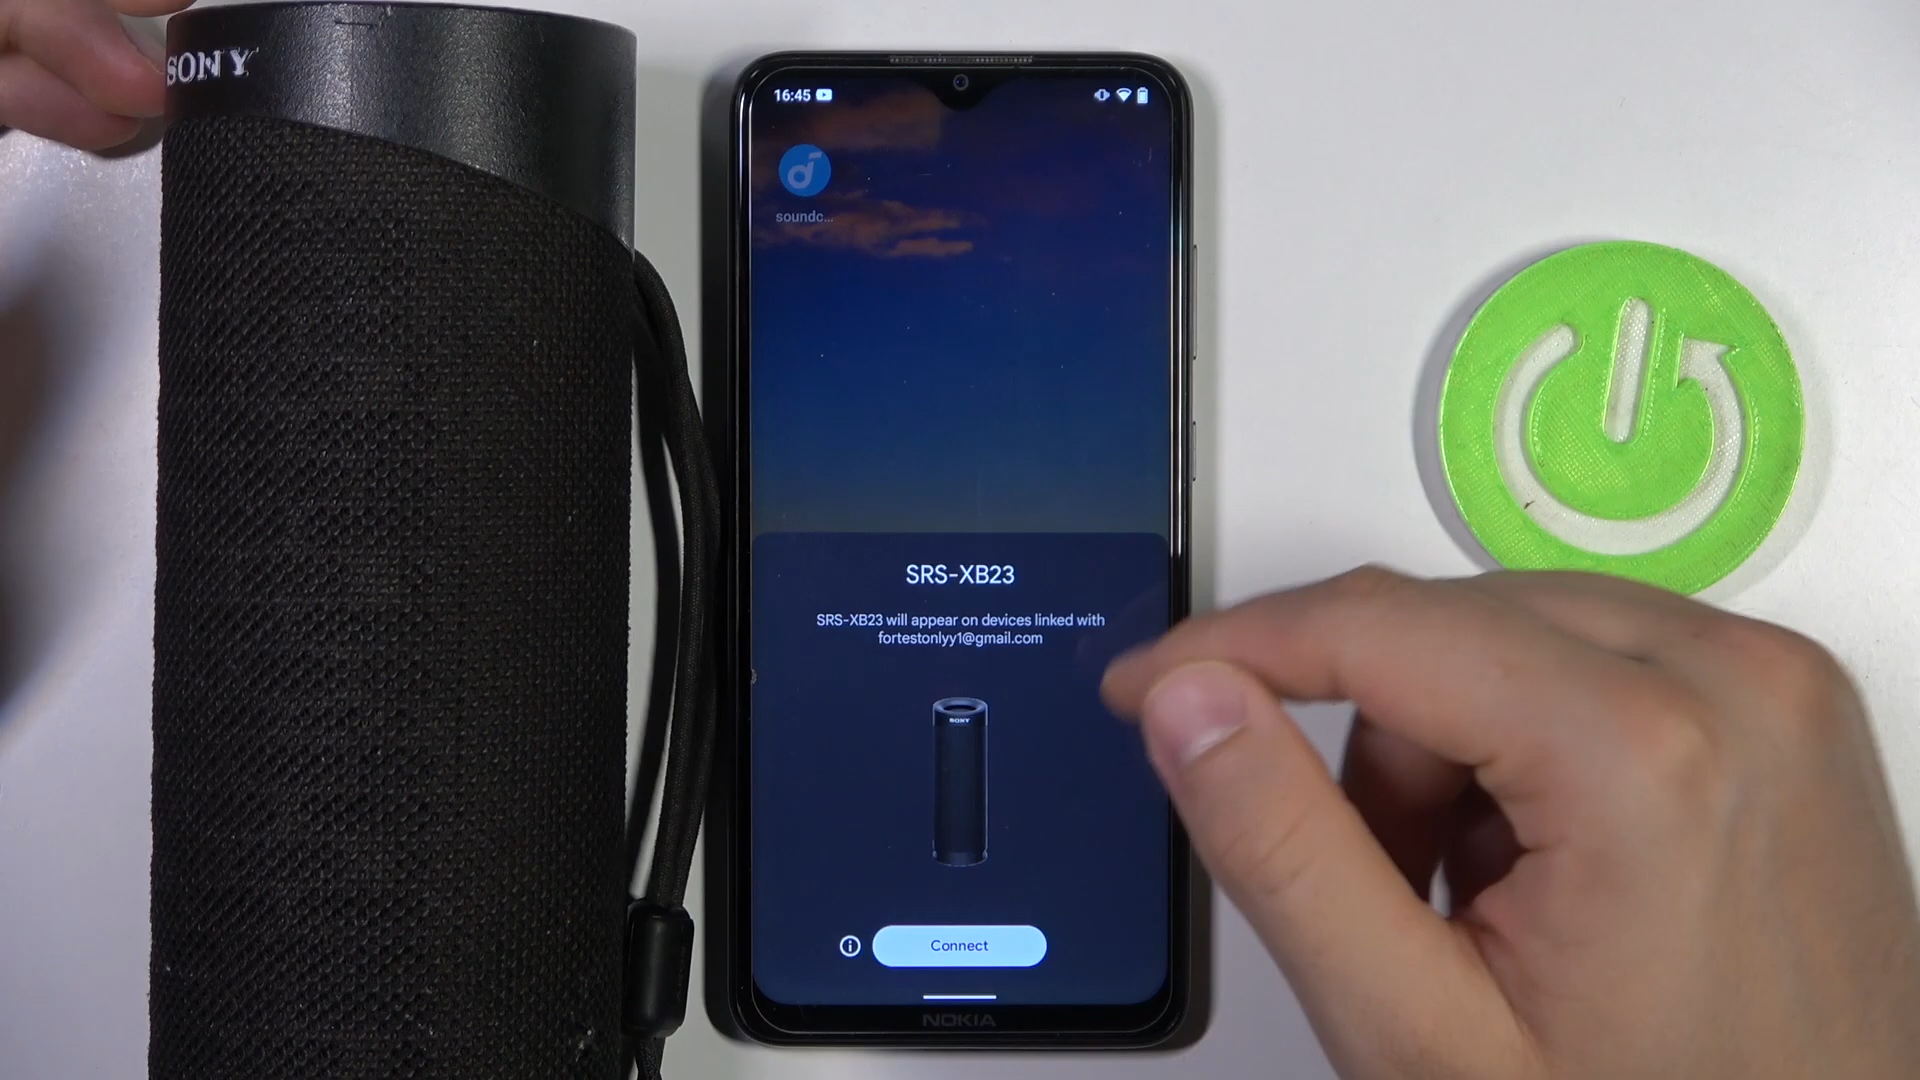 SONY
16:45
soundc...
SRS-XB23
SRS-XB23 will appear on devices linked with
fortestonlyy1@gmail.com
SONY
Connect
NOKIA